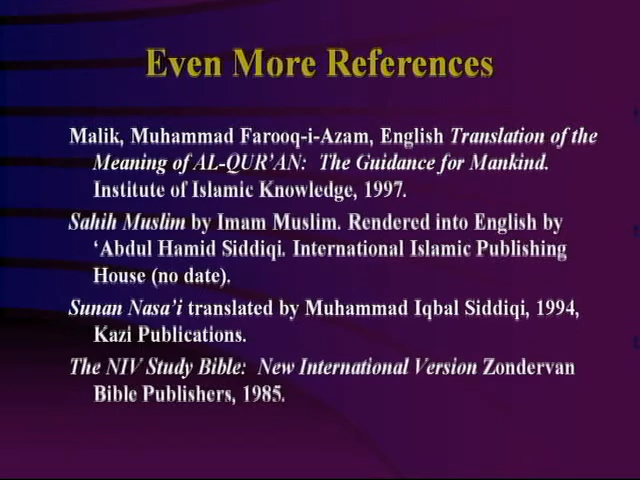 Even More References
Malik, Muhammad Farooq-i-Azam, English Translation of the
Meaning of AL-QUR'AN: The Guidance for Mankind.
Institute of Islamic Knowledge, 1997.
Sahih Muslim by Imam Muslim. Rendered into English by
‘Abdul Hamid Siddiqi. International Islamic Publishing
House (no date).
Sunan Nasa’i translated by Muhammad Iqbal Siddiqi, 1994,
Kazi Publications.
The NIV Study Bible: New International Version Zondervan
Bible Publishers, 1985.